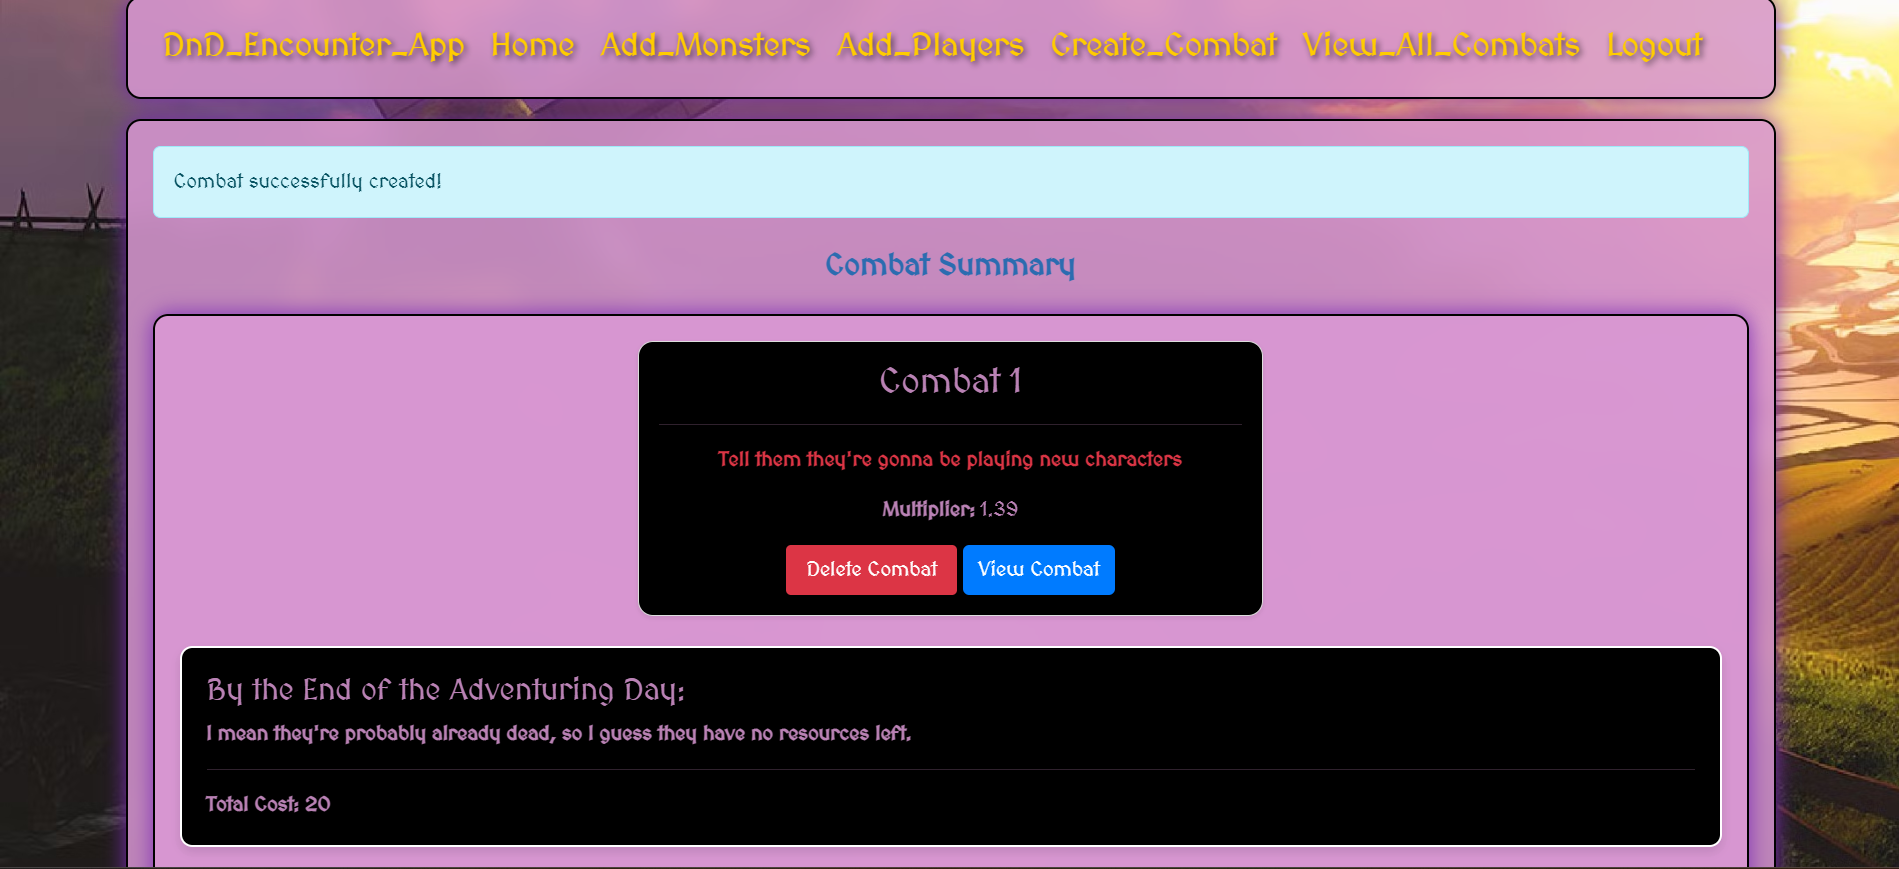 DnD_Encounter_App Home Add_Monsters Add_Players Create_Combat View_All_Combats Logout
Combat successfully created!
Combat Summary
Combat 1
Tell them they're gonna be playing new characters
Multiplier: 1.39
Delete Combat View Combat
By the End of the Adventuring Day:
I mean they're probably already dead, so I guess they have no resources left.
Total Cost: 20